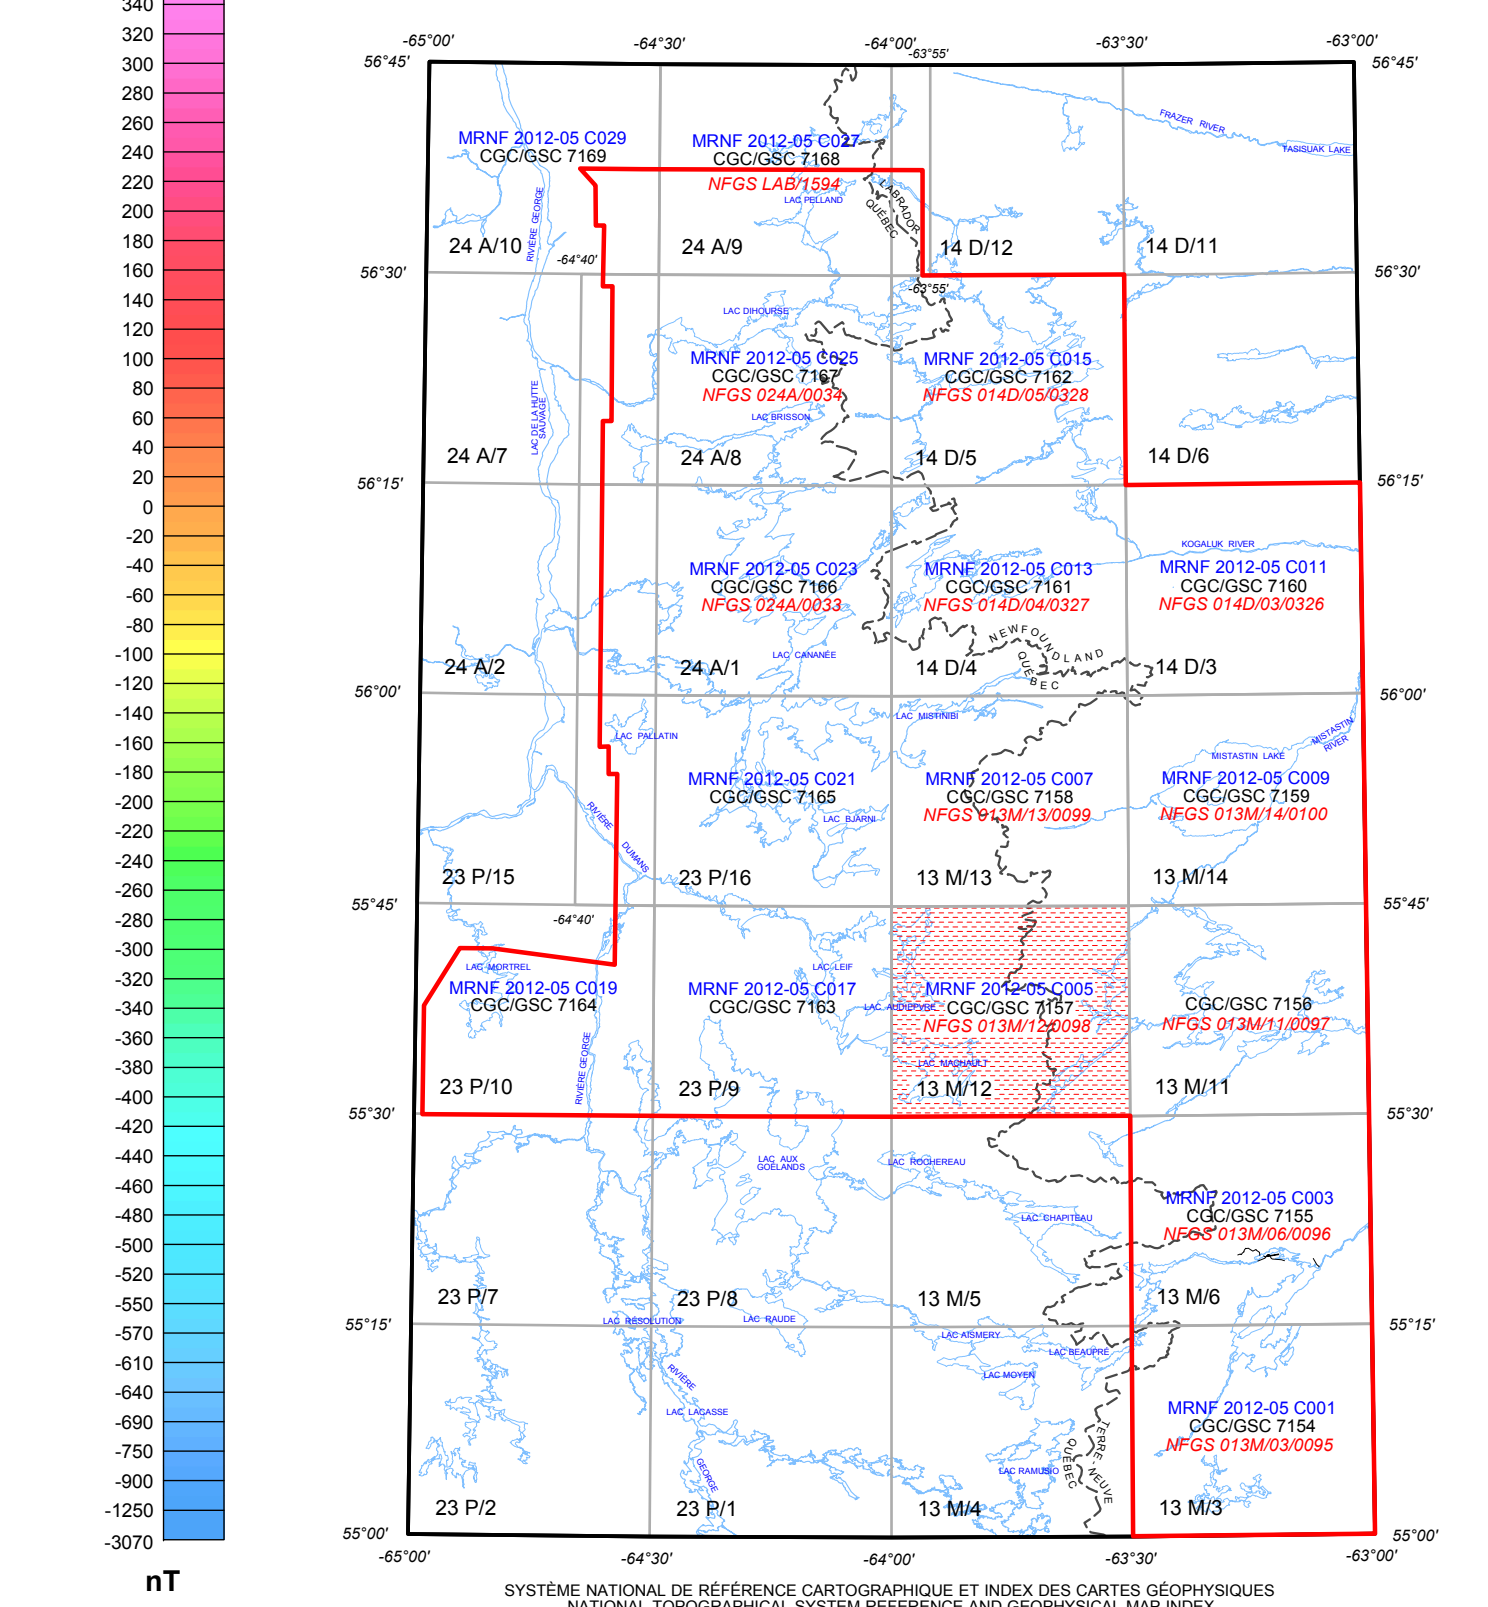 340
320
300
280
260
240
220
200
180
160
140
120
100
80
60
40
20
0
-20
-40
-60
-80
-100
-120
-140
-160
-180
-200
-220
-240
-260
-280
-300
-320
-340
-360
-380
-400
-420
-440
-460
-480
-500
-520
-550
-570
-610
-640
-690
-750
-900
-1250
-3070
nT
-65°00'
-64°30'
-64°00'
-63°55'
-63°30'
-63°00'
56°45'
56°45'
FRAZER RIVER
TASISUAK LAKE
MRNF 2012-05 C029
CGC/GSC 7169
MRNF 2012-05 C027
CGC/GSC 7168
NFGS LAB/1594
LAC PELLAND
LABRADOR
QUÉBEC
RIVIÈRE GEORGE
24 A/10
24 A/9
14 D/12
14 D/11
-64°40'
56°30'
56°30'
-63°55'
LAC DIHOURSE
MRNF 2012-05 C025
CGC/GSC 7167
NFGS 024A/0034
MRNF 2012-05 C015
CGC/GSC 7162
NFGS 014D/05/0328
LAC BRISSON
LAC DE LA HUTTE
SAUVAGE
24 A/7
24 A/8
14 D/5
14 D/6
56°15'
56°15'
KOGALUK RIVER
MRNF 2012-05 C023
CGC/GSC 7166
NFGS 024A/0033
MRNF 2012-05 C013
CGC/GSC 7161
NFGS 014D/04/0327
MRNF 2012-05 C011
CGC/GSC 7160
NFGS 014D/03/0326
NEWFOUNDLAND
QUÉBEC
LAC CANANÉE
24 A/2
24 A/1
14 D/4
14 D/3
56°00'
56°00'
LAC MISTINIBI
LAC PALLATIN
MISTASTIN
RIVER
MISTASTIN LAKE
MRNF 2012-05 C021
CGC/GSC 7165
MRNF 2012-05 C007
CGC/GSC 7158
NFGS 013M/13/0099
MRNF 2012-05 C009
CGC/GSC 7159
NFGS 013M/14/0100
LAC BJARNI
RIVIÈRE
DUMANS
23 P/15
23 P/16
13 M/13
13 M/14
55°45'
55°45'
-64°40'
LAC MORTREL
LAC LEIF
MRNF 2012-05 C019
CGC/GSC 7164
MRNF 2012-05 C017
CGC/GSC 7163
LAC AUDIEPVRE
MRNF 2012-05 C005
CGC/GSC 7157
NFGS 013M/12/0098
CGC/GSC 7156
NFGS 013M/11/0097
LAC MACHAULT
RIVIÈRE GEORGE
23 P/10
23 P/9
13 M/12
13 M/11
55°30'
55°30'
LAC AUX
GOÉLANDS
LAC ROCHEREAU
LAC CHAPITEAU
MRNF 2012-05 C003
CGC/GSC 7155
NFGS 013M/06/0096
23 P/7
23 P/8
13 M/5
13 M/6
LAC RÉSOLUTION
LAC RAUDE
55°15'
55°15'
LAC AISMERY
LAC BEAUPRÉ
LAC MOYEN
RIVIÈRE
LAC LACASSE
MRNF 2012-05 C001
CGC/GSC 7154
NFGS 013M/03/0095
TERRE-NEUVE
QUÉBEC
GEORGE
LAC RAMUSIO
23 P/2
23 P/1
13 M/4
13 M/3
55°00'
55°00'
-65°00'
-64°30'
-64°00'
-63°30'
-63°00'
SYSTÈME NATIONAL DE RÉFÉRENCE CARTOGRAPHIQUE ET INDEX DES CARTES GÉOPHYSIQUES
NATIONAL TOPOGRAPHICAL SYSTEM REFERENCE AND GEOPHYSICAL MAP INDEX